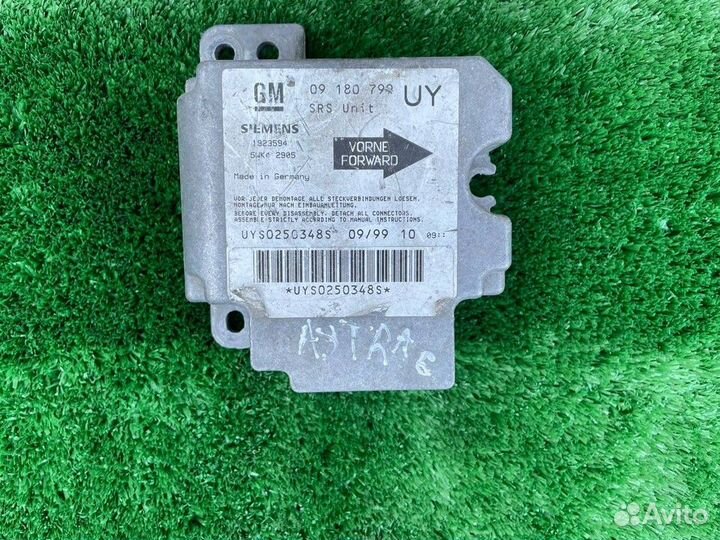 GM 09 180 799 UY
SRS Unit
SIEMENS
1923594
5WK4 2905
VORNE
FORWARD
Made in Germany
VOR JEDER DEMONTAGE ALLE STECKVERBINDUNGEN LOESEN.
MONTAGE NUR NACH EINBAUANLEITUNG.
BEFORE EVERY DISASSEMBLY, DETACH ALL CONNECTORS.
ASSEMBLE STRICTLY ACCORDING TO MANUAL INSTRUCTIONS.
UYS0250348S 09/99 10
*UYS0250348S*
Avito